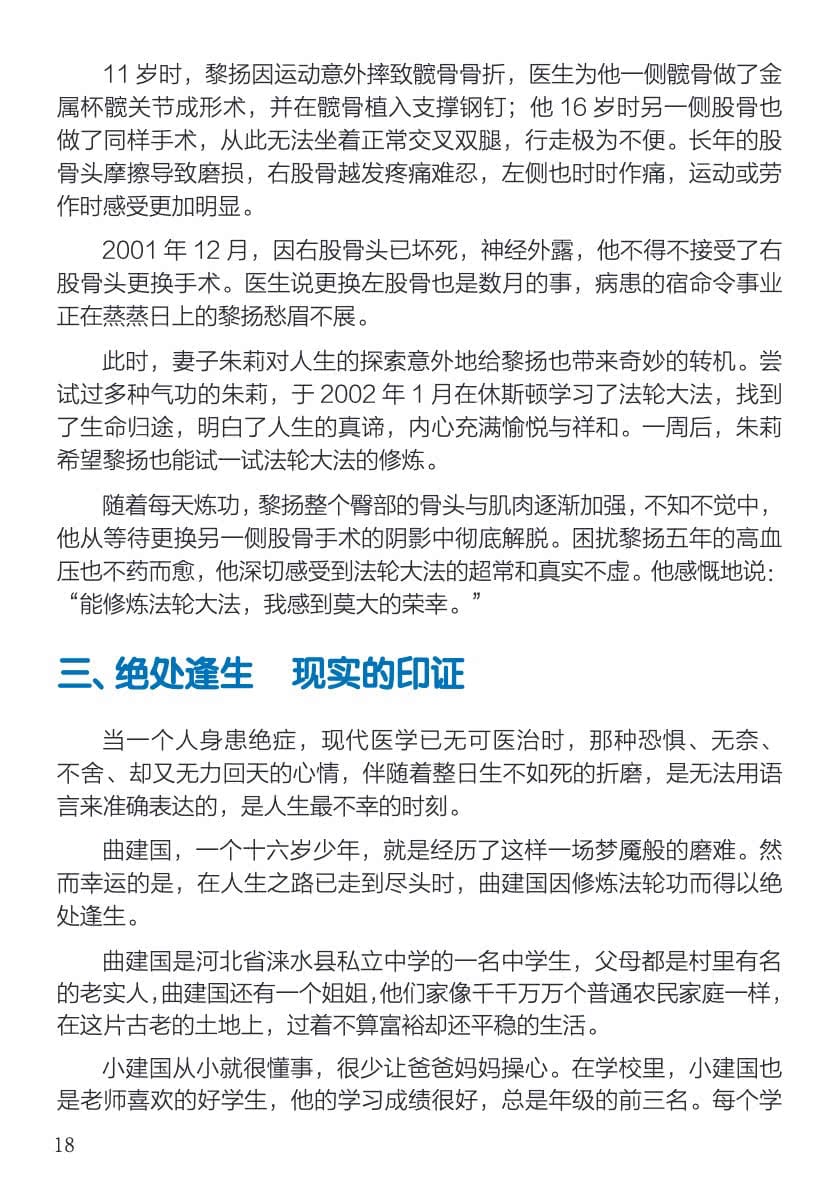 11 岁时，黎扬因运动意外摔致髋骨骨折，医生为他一侧髋骨做了金
属杯髋关节成形术，并在髋骨植入支撑钢钉；他 16 岁时另一侧股骨也
做了同样手术，从此无法坐着正常交叉双腿，行走极为不便。长年的股
骨头摩擦导致磨损，右股骨越发疼痛难忍，左侧也时时作痛，运动或劳
作时感受更加明显。
2001 年 12 月，因右股骨头已坏死，神经外露，他不得不接受了右
股骨头更换手术。医生说更换左股骨也是数月的事，病患的宿命令事业
正在蒸蒸日上的黎扬愁眉不展。
此时，妻子朱莉对人生的探索意外地给黎扬也带来奇妙的转机。尝
试过多种气功的朱莉，于 2002 年 1 月在休斯顿学习了法轮大法，找到
了生命归途，明白了人生的真谛，内心充满愉悦与祥和。一周后，朱莉
希望黎扬也能试一试法轮大法的修炼。
随着每天炼功，黎扬整个臀部的骨头与肌肉逐渐加强，不知不觉中，
他从等待更换另一侧股骨手术的阴影中彻底解脱。困扰黎扬五年的高血
压也不药而愈，他深切感受到法轮大法的超常和真实不虚。他感慨地说：
“能修炼法轮大法，我感到莫大的荣幸。”
三、绝处逢生　现实的印证
当一个人身患绝症，现代医学已无可医治时，那种恐惧、无奈、
不舍、却又无力回天的心情，伴随着整日生不如死的折磨，是无法用语
言来准确表达的，是人生最不幸的时刻。
曲建国，一个十六岁少年，就是经历了这样一场梦魇般的磨难。然
而幸运的是，在人生之路已走到尽头时，曲建国因修炼法轮功而得以绝
处逢生。
曲建国是河北省涞水县私立中学的一名中学生，父母都是村里有名
的老实人，曲建国还有一个姐姐，他们家像千千万万个普通农民家庭一样，
在这片古老的土地上，过着不算富裕却还平稳的生活。
小建国从小就很懂事，很少让爸爸妈妈操心。在学校里，小建国也
是老师喜欢的好学生，他的学习成绩很好，总是年级的前三名。每个学
18